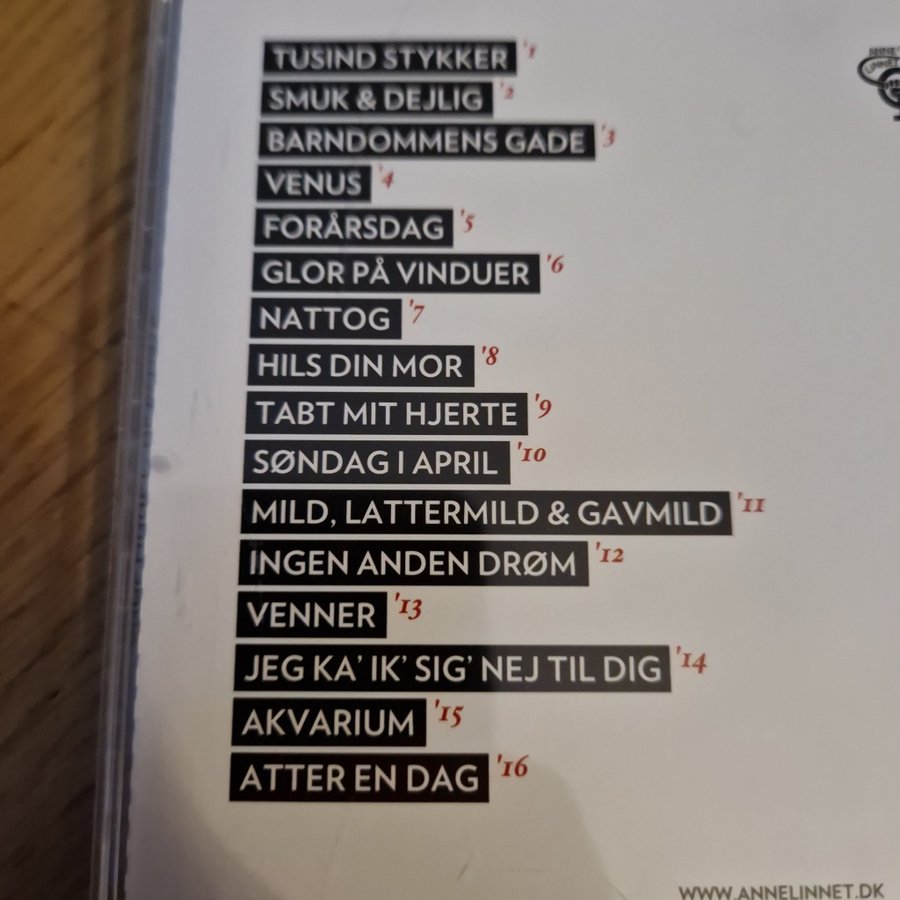 TUSIND STYKKER '1
SMUK & DEJLIG '2
BARNDOMMENS GADE '3
VENUS '4
FORÅRSDAG '5
GLOR PÅ VINDUER '6
NATTOG '7
HILS DIN MOR '8
TABT MIT HJERTE '9
SØNDAG I APRIL '10
MILD, LATTERMILD & GAVMILD '11
INGEN ANDEN DRØM '12
VENNER '13
JEG KA' IK' SIG' NEJ TIL DIG '14
AKVARIUM '15
ATTER EN DAG '16
ANNE
LINNET
WWW.ANNELINNET.DK